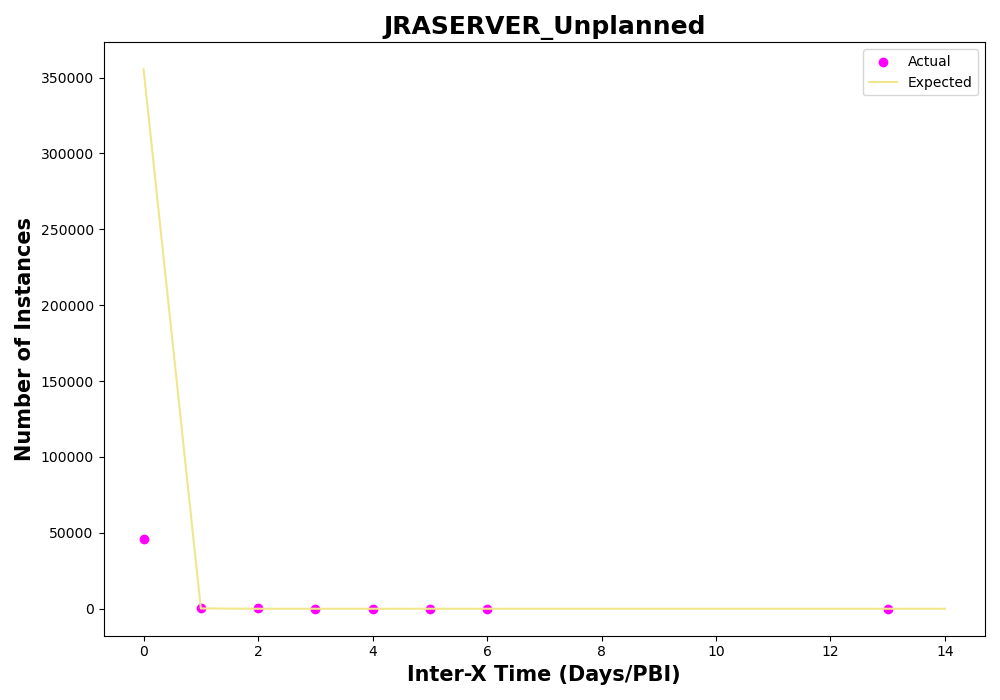 JRASERVER_Unplanned
Actual
Expected
350000
300000
250000
200000
150000
100000
50000
0
Number of Instances
0 2 4 6 8 10 12 14
Inter-X Time (Days/PBI)